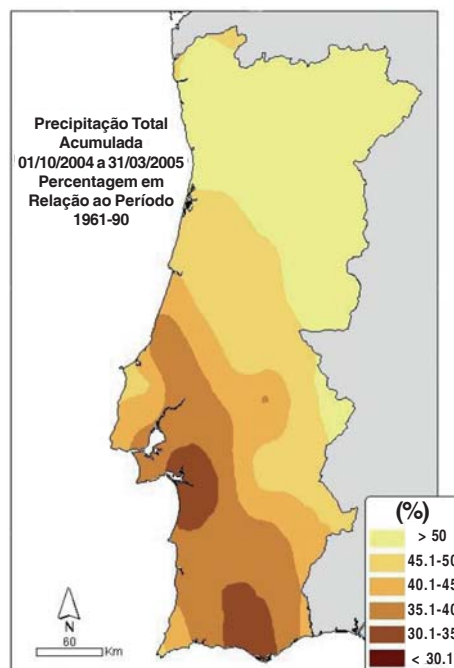 Precipitação Total
Acumulada
01/10/2004 a 31/03/2005
Percentagem em
Relação ao Período
1961-90
(%)
> 50
45.1-50
40.1-45
35.1-40
30.1-35
< 30.1
N
60
Km